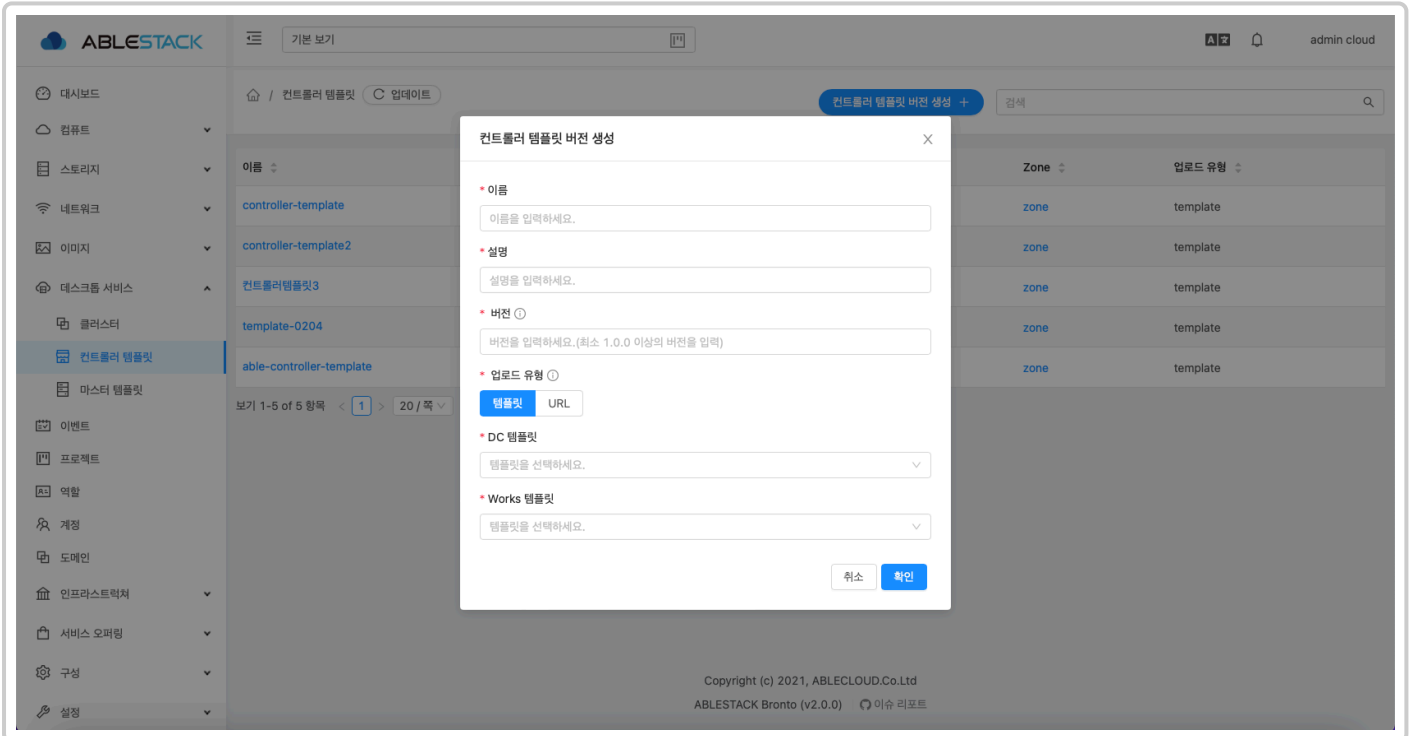 ABLESTACK
기본 보기
admin cloud
대시보드
컴퓨트
스토리지
네트워크
이미지
데스크톱 서비스
클러스터
컨트롤러 템플릿
마스터 템플릿
이벤트
프로젝트
역할
계정
도메인
인프라스트럭쳐
서비스 오퍼링
구성
설정
/ 컨트롤러 템플릿 업데이트
컨트롤러 템플릿 버전 생성 +
검색
이름
Zone
업로드 유형
controller-template
zone
template
controller-template2
zone
template
컨트롤러템플릿3
zone
template
template-0204
zone
template
able-controller-template
zone
template
보기 1-5 of 5 항목 < 1 > 20 / 쪽
컨트롤러 템플릿 버전 생성
* 이름
이름을 입력하세요.
* 설명
설명을 입력하세요.
* 버전
버전을 입력하세요.(최소 1.0.0 이상의 버전을 입력)
* 업로드 유형
템플릿 URL
* DC 템플릿
템플릿을 선택하세요.
* Works 템플릿
템플릿을 선택하세요.
취소 확인
Copyright (c) 2021, ABLECLOUD.Co.Ltd
ABLESTACK Bronto (v2.0.0) 이슈 리포트